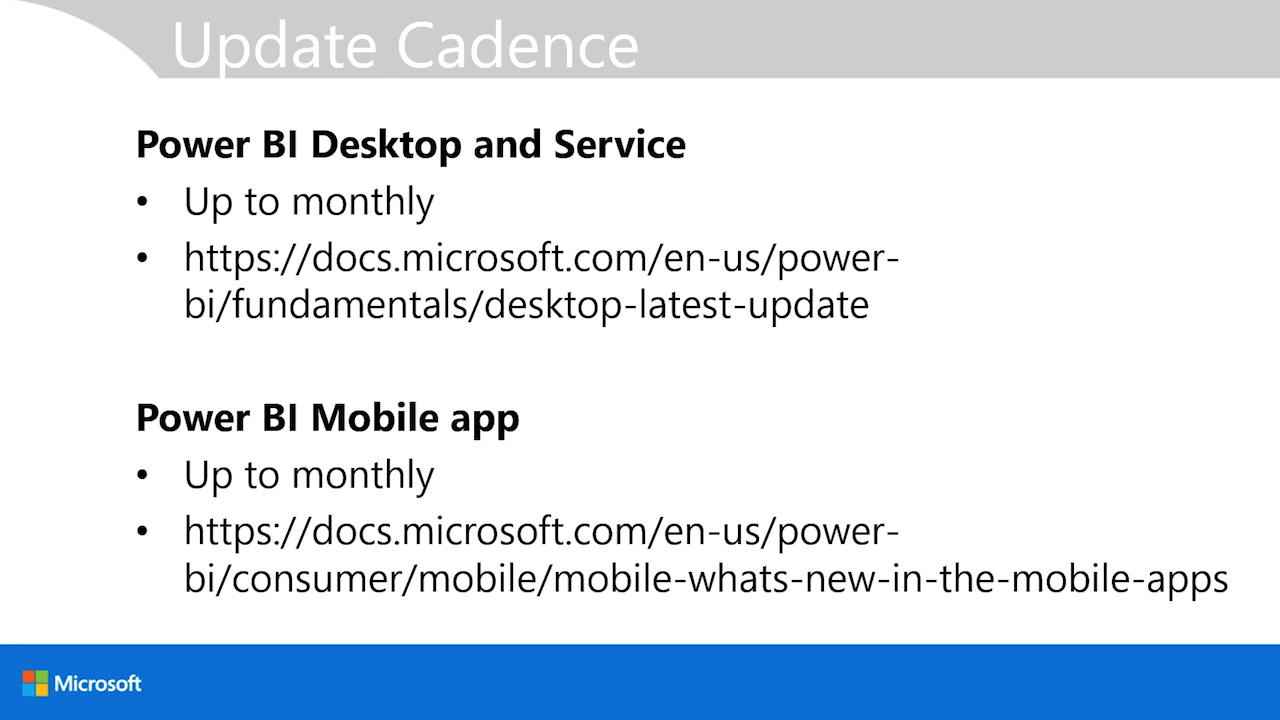 Update Cadence
Power BI Desktop and Service
• Up to monthly
• https://docs.microsoft.com/en-us/power-
bi/fundamentals/desktop-latest-update
Power BI Mobile app
• Up to monthly
• https://docs.microsoft.com/en-us/power-
bi/consumer/mobile/mobile-whats-new-in-the-mobile-apps
Microsoft